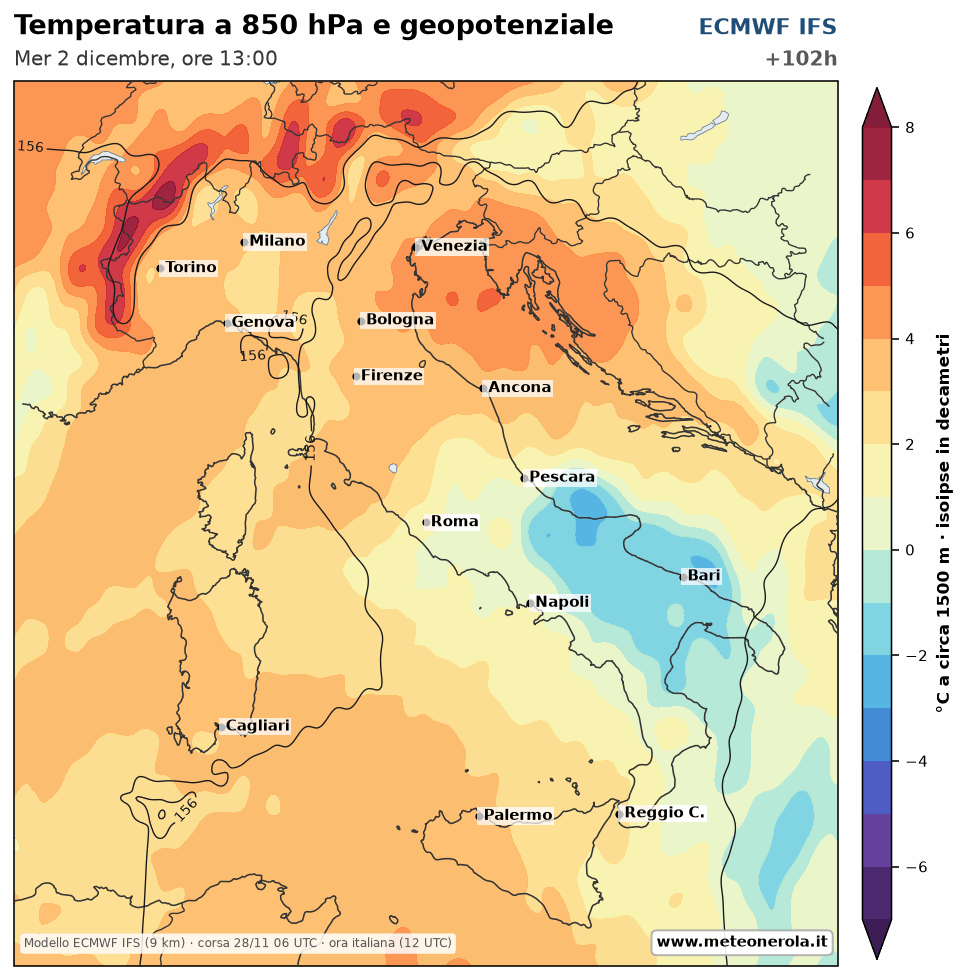 Temperatura a 850 hPa e geopotenziale
ECMWF IFS
Mer 2 dicembre, ore 13:00
+102h
156
Milano
Venezia
Torino
Genova
156
Bologna
156
Firenze
Ancona
156
Pescara
Roma
Bari
Napoli
Cagliari
156
Palermo
Reggio C.
Modello ECMWF IFS (9 km) · corsa 28/11 06 UTC · ora italiana (12 UTC)
www.meteonerola.it
8
6
4
2
0
−2
−4
−6
°C a circa 1500 m · isoipse in decametri